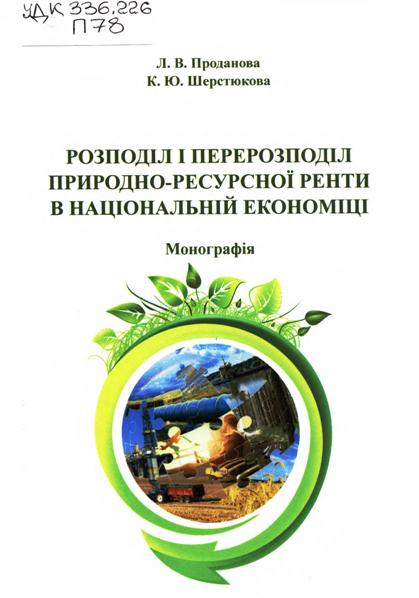 УДК 336.226
П78
Л. В. Проданова
К. Ю. Шерстюкова
РОЗПОДІЛ І ПЕРЕРОЗПОДІЛ
ПРИРОДНО-РЕСУРСНОЇ РЕНТИ
В НАЦІОНАЛЬНІЙ ЕКОНОМІЦІ
Монографія